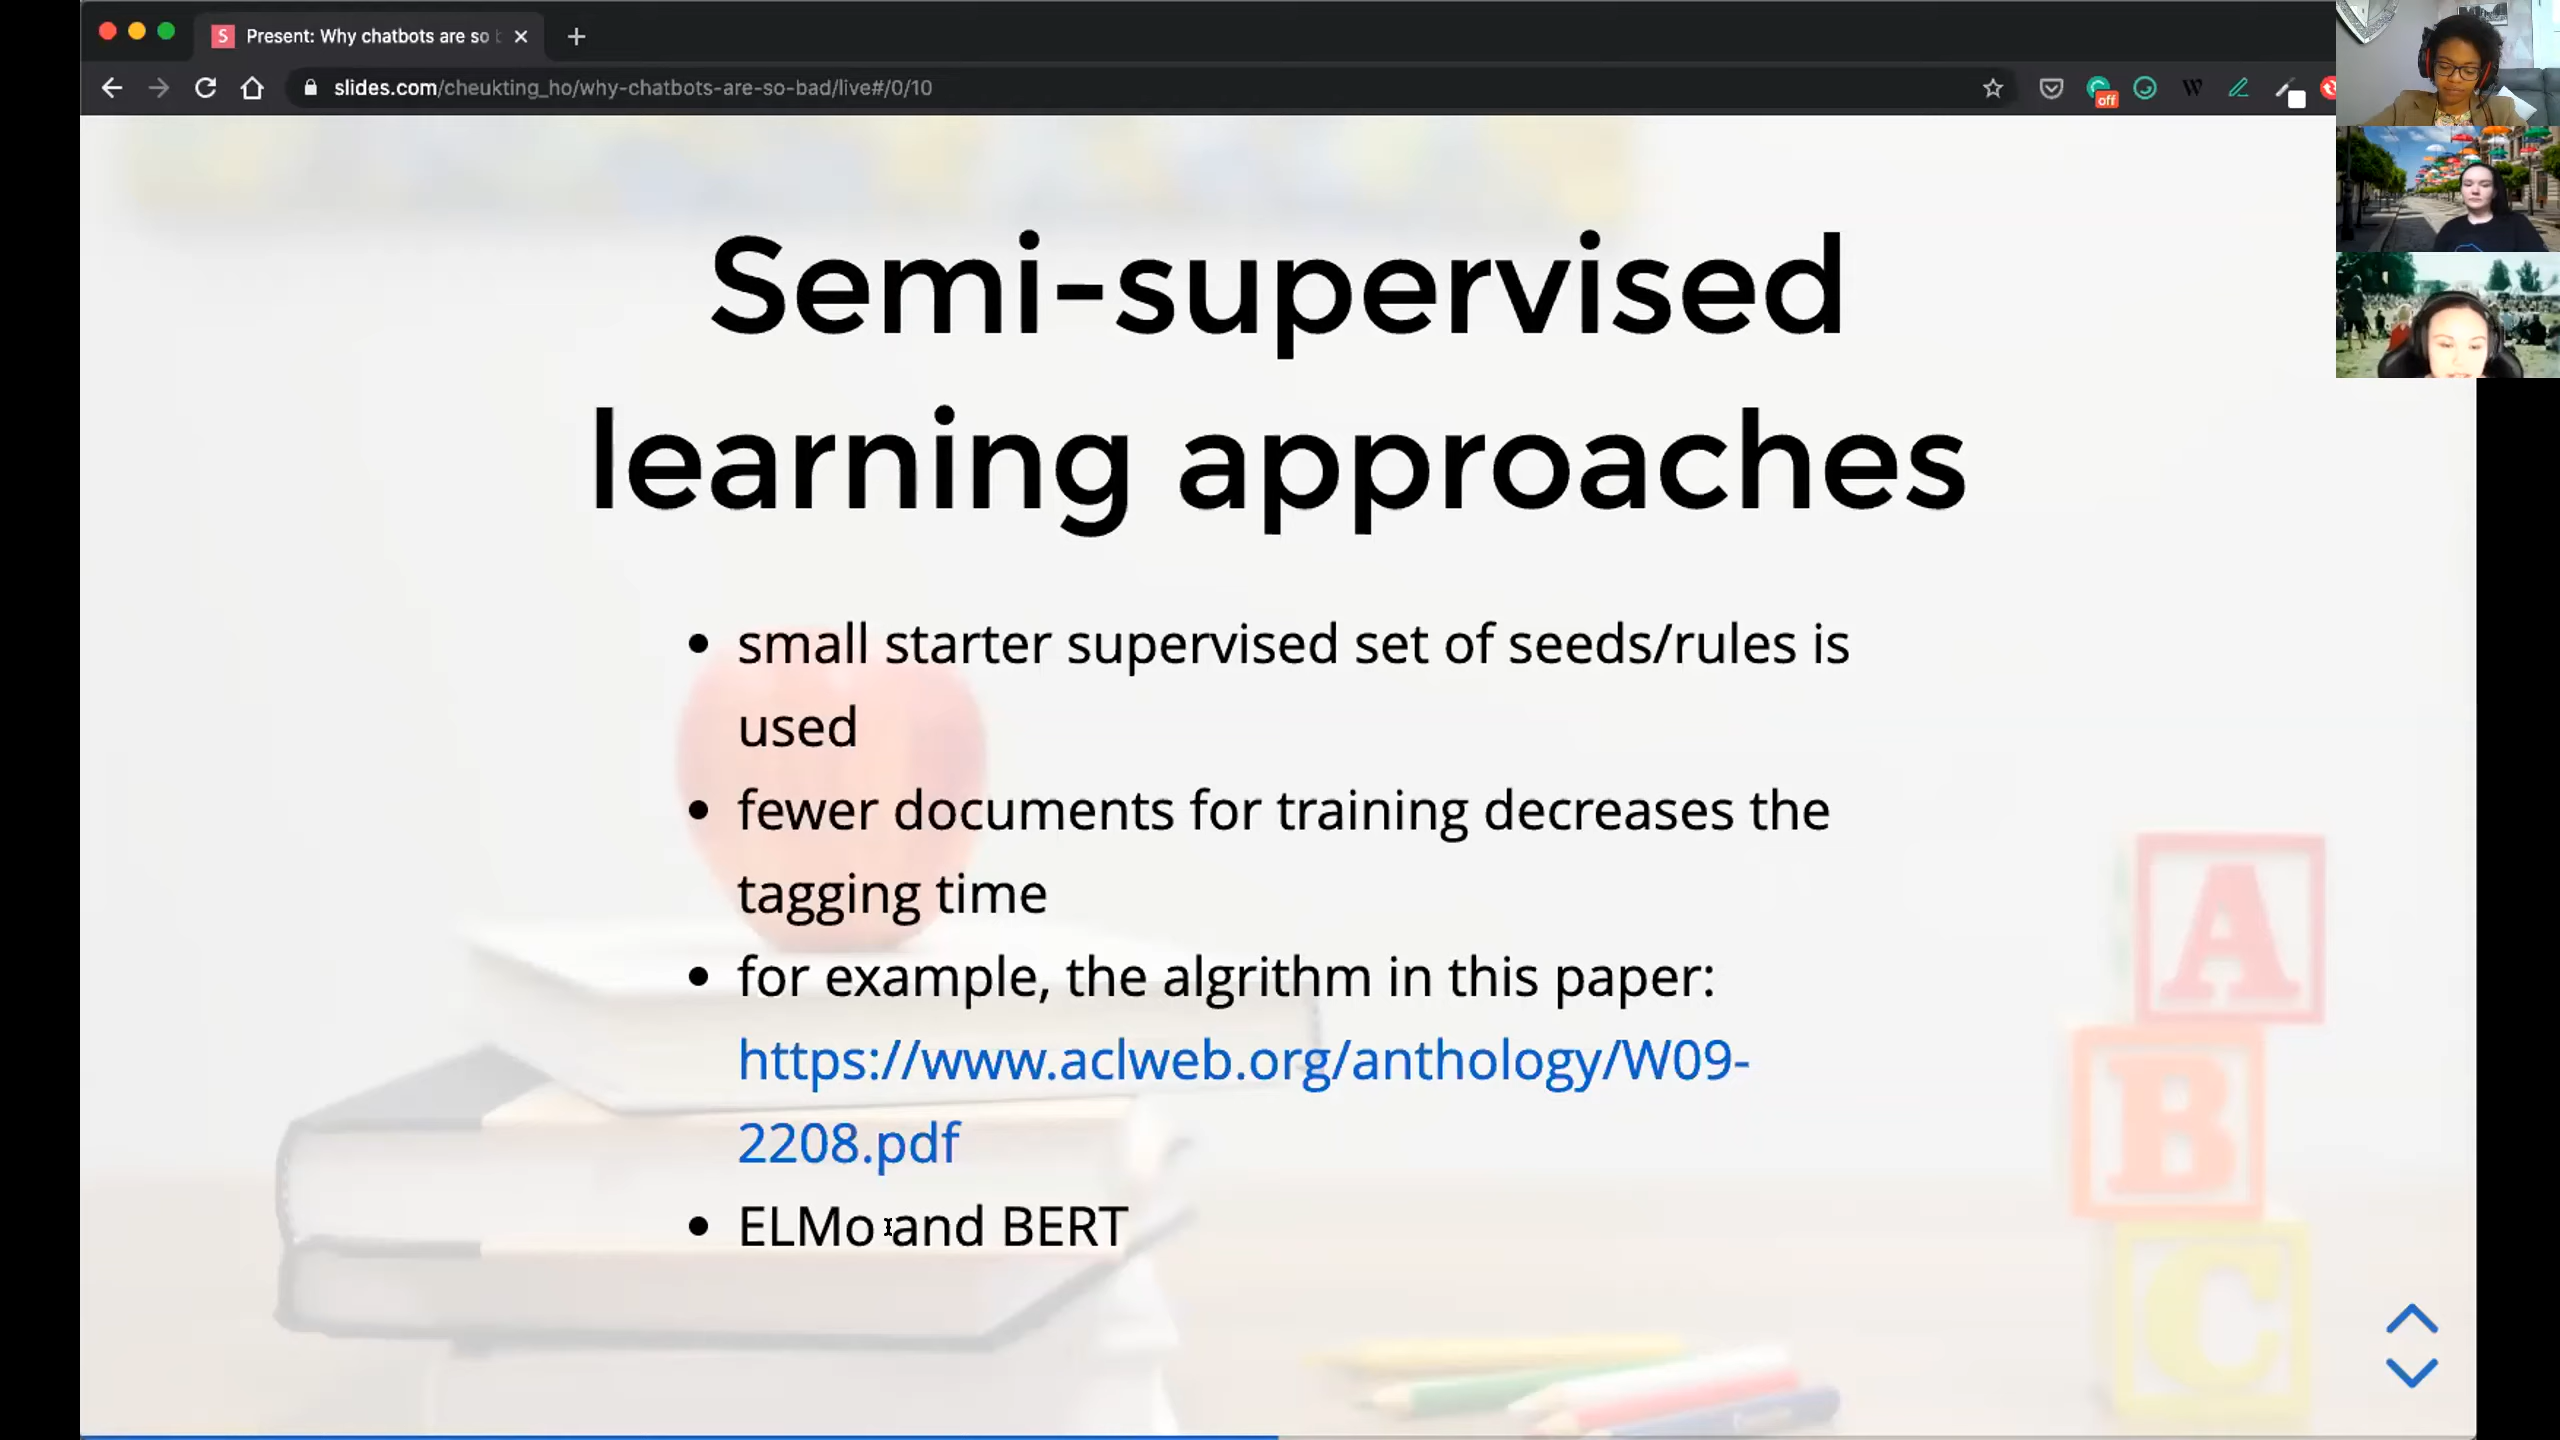 Present: Why chatbots are so b
slides.com/cheukting_ho/why-chatbots-are-so-bad/live#/0/10
off
Semi-supervised
learning approaches
small starter supervised set of seeds/rules is
used
fewer documents for training decreases the
tagging time
for example, the algrithm in this paper:
https://www.aclweb.org/anthology/W09-
2208.pdf
ELMo and BERT
A
B
C